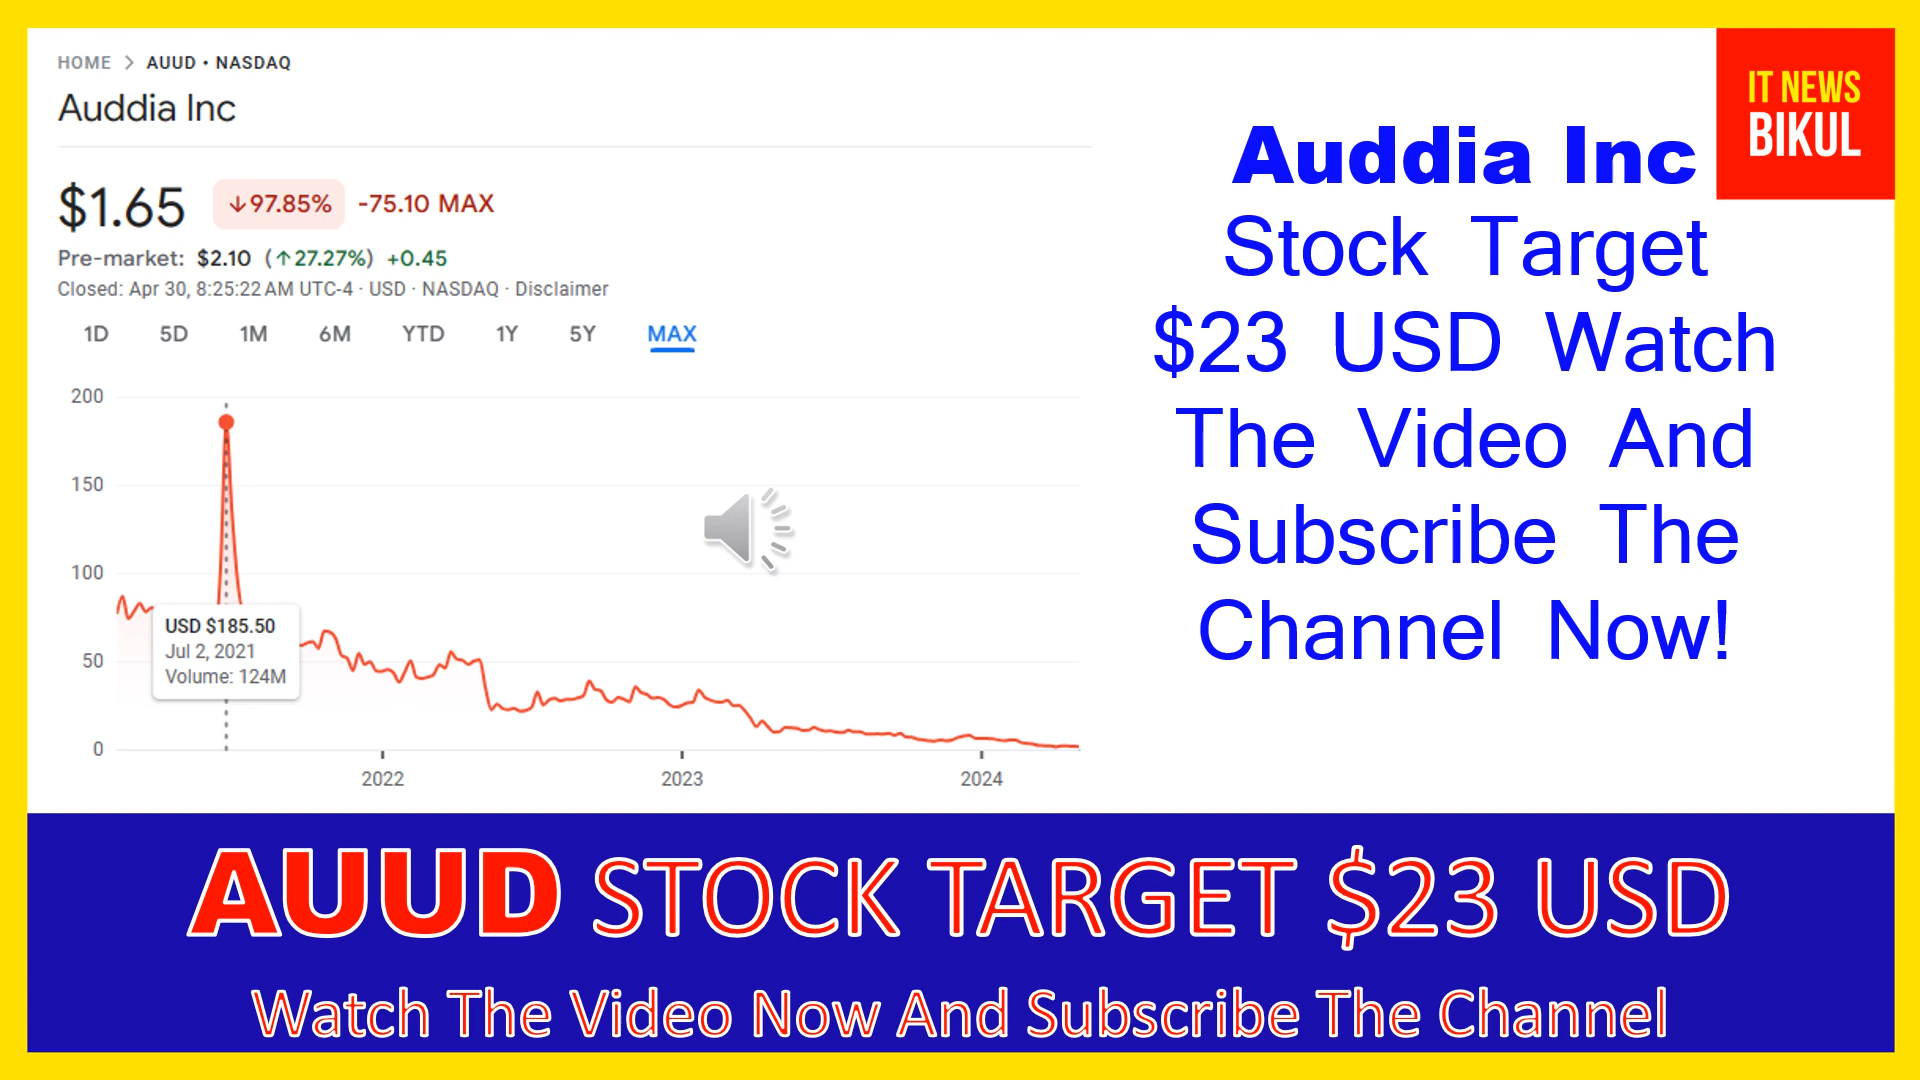 HOME > AUUD • NASDAQ
Auddia Inc
$1.65 ↓97.85% -75.10 MAX
Pre-market: $2.10 (↑27.27%) +0.45
Closed: Apr 30, 8:25:22 AM UTC-4 · USD · NASDAQ · Disclaimer
1D 5D 1M 6M YTD 1Y 5Y MAX
200
150
100
50
0
USD $185.50
Jul 2, 2021
Volume: 124M
2022 2023 2024
IT NEWS
BIKUL
Auddia Inc
Stock Target
$23 USD Watch
The Video And
Subscribe The
Channel Now!
AUUD STOCK TARGET $23 USD
Watch The Video Now And Subscribe The Channel